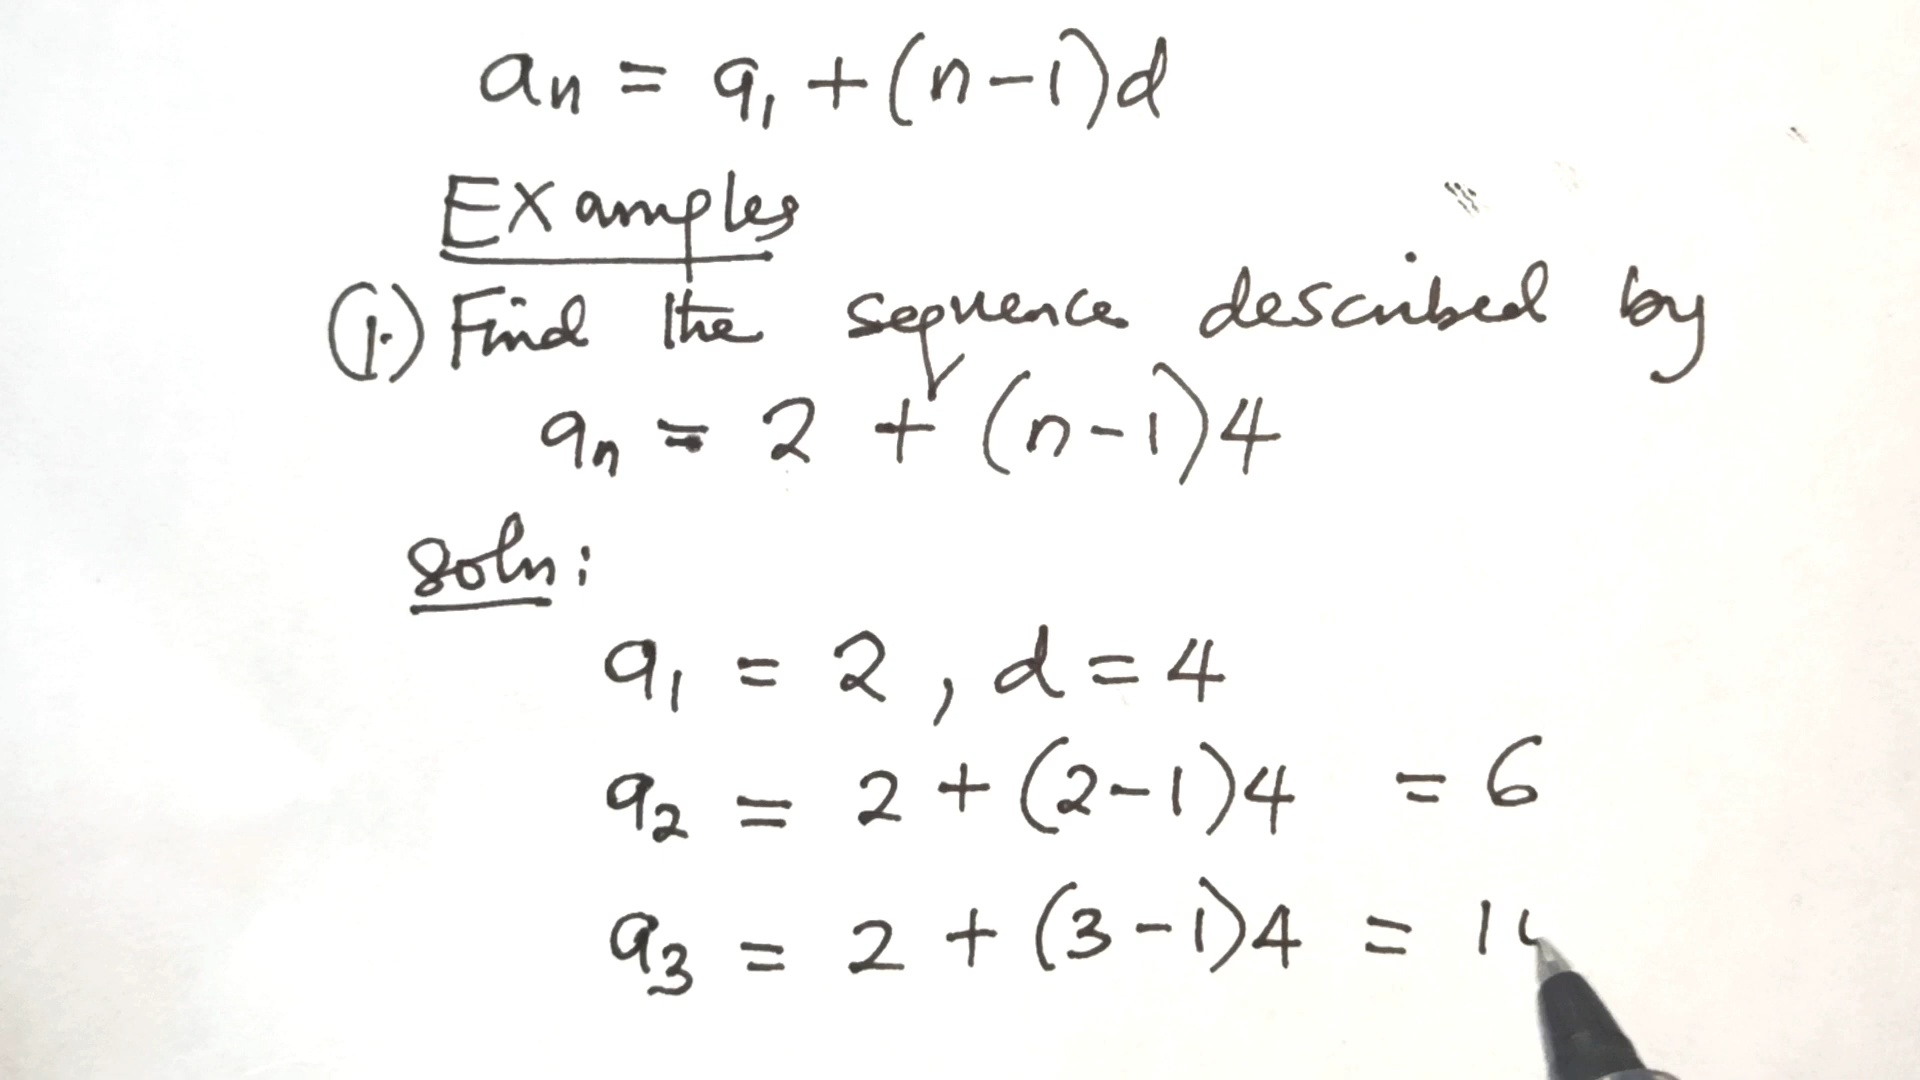 an = a1 + (n-1)d
Examples
(1.) Find the sequence described by
an = 2 + (n-1)4
Soln:
a1 = 2, d = 4
a2 = 2 + (2-1)4 = 6
a3 = 2 + (3-1)4 = 1